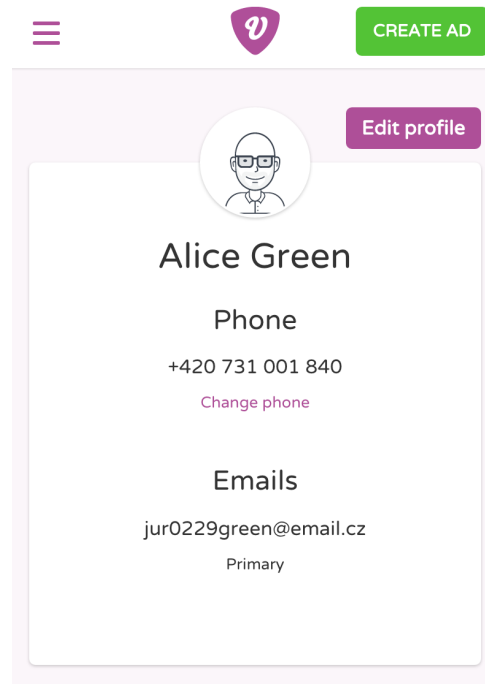 V
CREATE AD
Edit profile
Alice Green
Phone
+420 731 001 840
Change phone
Emails
jur0229green@email.cz
Primary